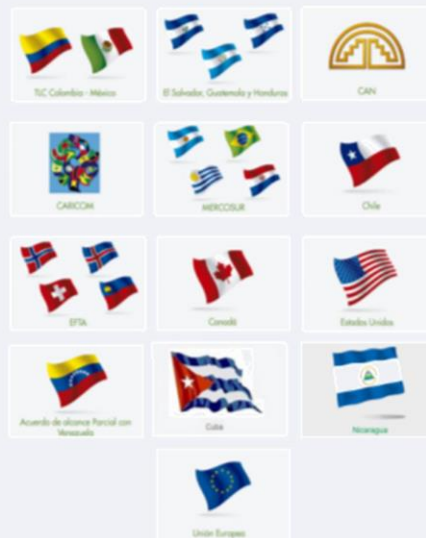 TLC Colombia - México
El Salvador, Guatemala y Honduras
CAN
CARICOM
MERCOSUR
Chile
EFTA
Canadá
Estados Unidos
Acuerdo de alcance Parcial con
Venezuela
Cuba
Nicaragua
Unión Europea